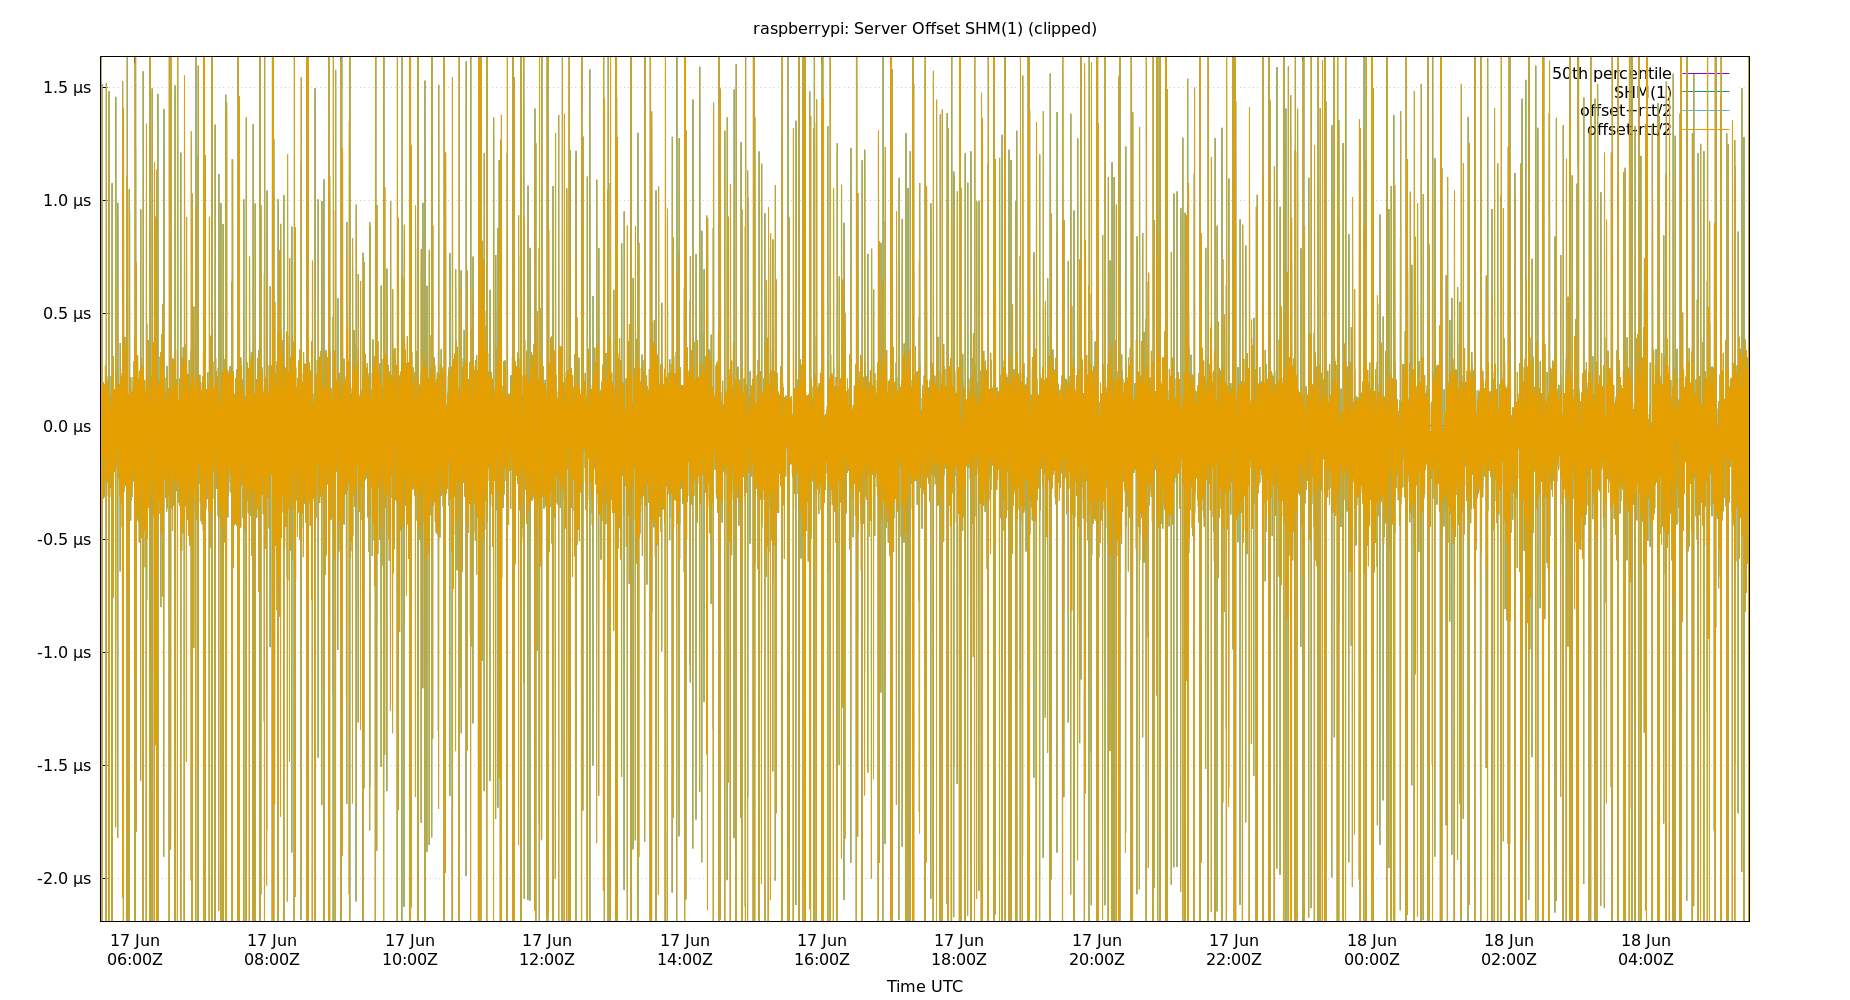 raspberrypi: Server Offset SHM(1) (clipped)
1.5 µs
1.0 µs
0.5 µs
0.0 µs
-0.5 µs
-1.0 µs
-1.5 µs
-2.0 µs
50th percentile
SHM(1)
offset+rtt/2
offset-rtt/2
17 Jun 17 Jun 17 Jun 17 Jun 17 Jun 17 Jun 17 Jun 17 Jun 17 Jun 18 Jun 18 Jun 18 Jun
06:00Z 08:00Z 10:00Z 12:00Z 14:00Z 16:00Z 18:00Z 20:00Z 22:00Z 00:00Z 02:00Z 04:00Z
Time UTC